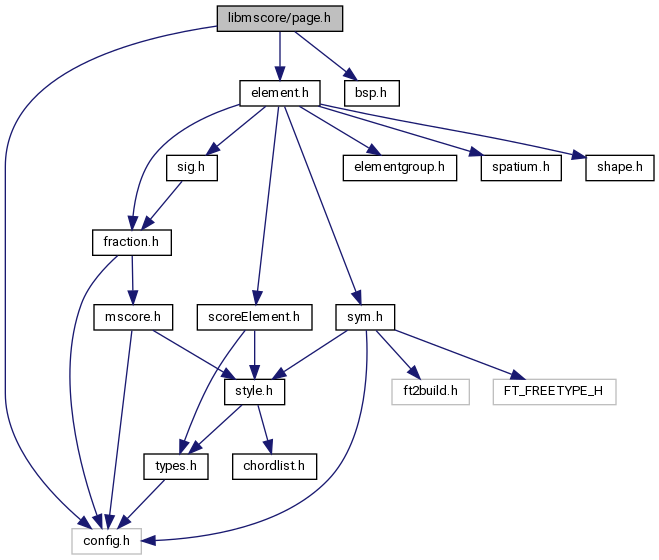 libmscore/page.h
element.h
bsp.h
sig.h
elementgroup.h
spatium.h
shape.h
fraction.h
mscore.h
scoreElement.h
sym.h
style.h
ft2build.h
FT_FREETYPE_H
types.h
chordlist.h
config.h